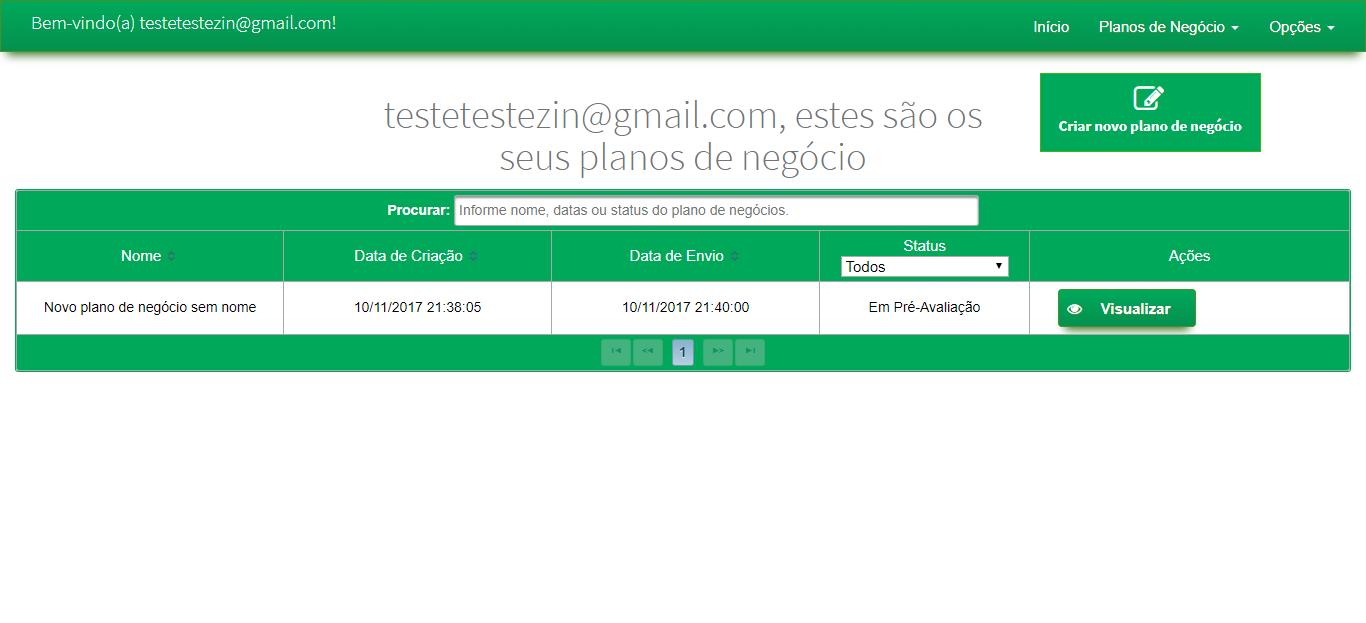 Bem-vindo(a) testetestezin@gmail.com!
Início
Planos de Negócio
Opções
testetestezin@gmail.com, estes são os
seus planos de negócio
Criar novo plano de negócio
Procurar: Informe nome, datas ou status do plano de negócios.
Nome
Data de Criação
Data de Envio
Status
Todos
Ações
Novo plano de negócio sem nome
10/11/2017 21:38:05
10/11/2017 21:40:00
Em Pré-Avaliação
Visualizar
1